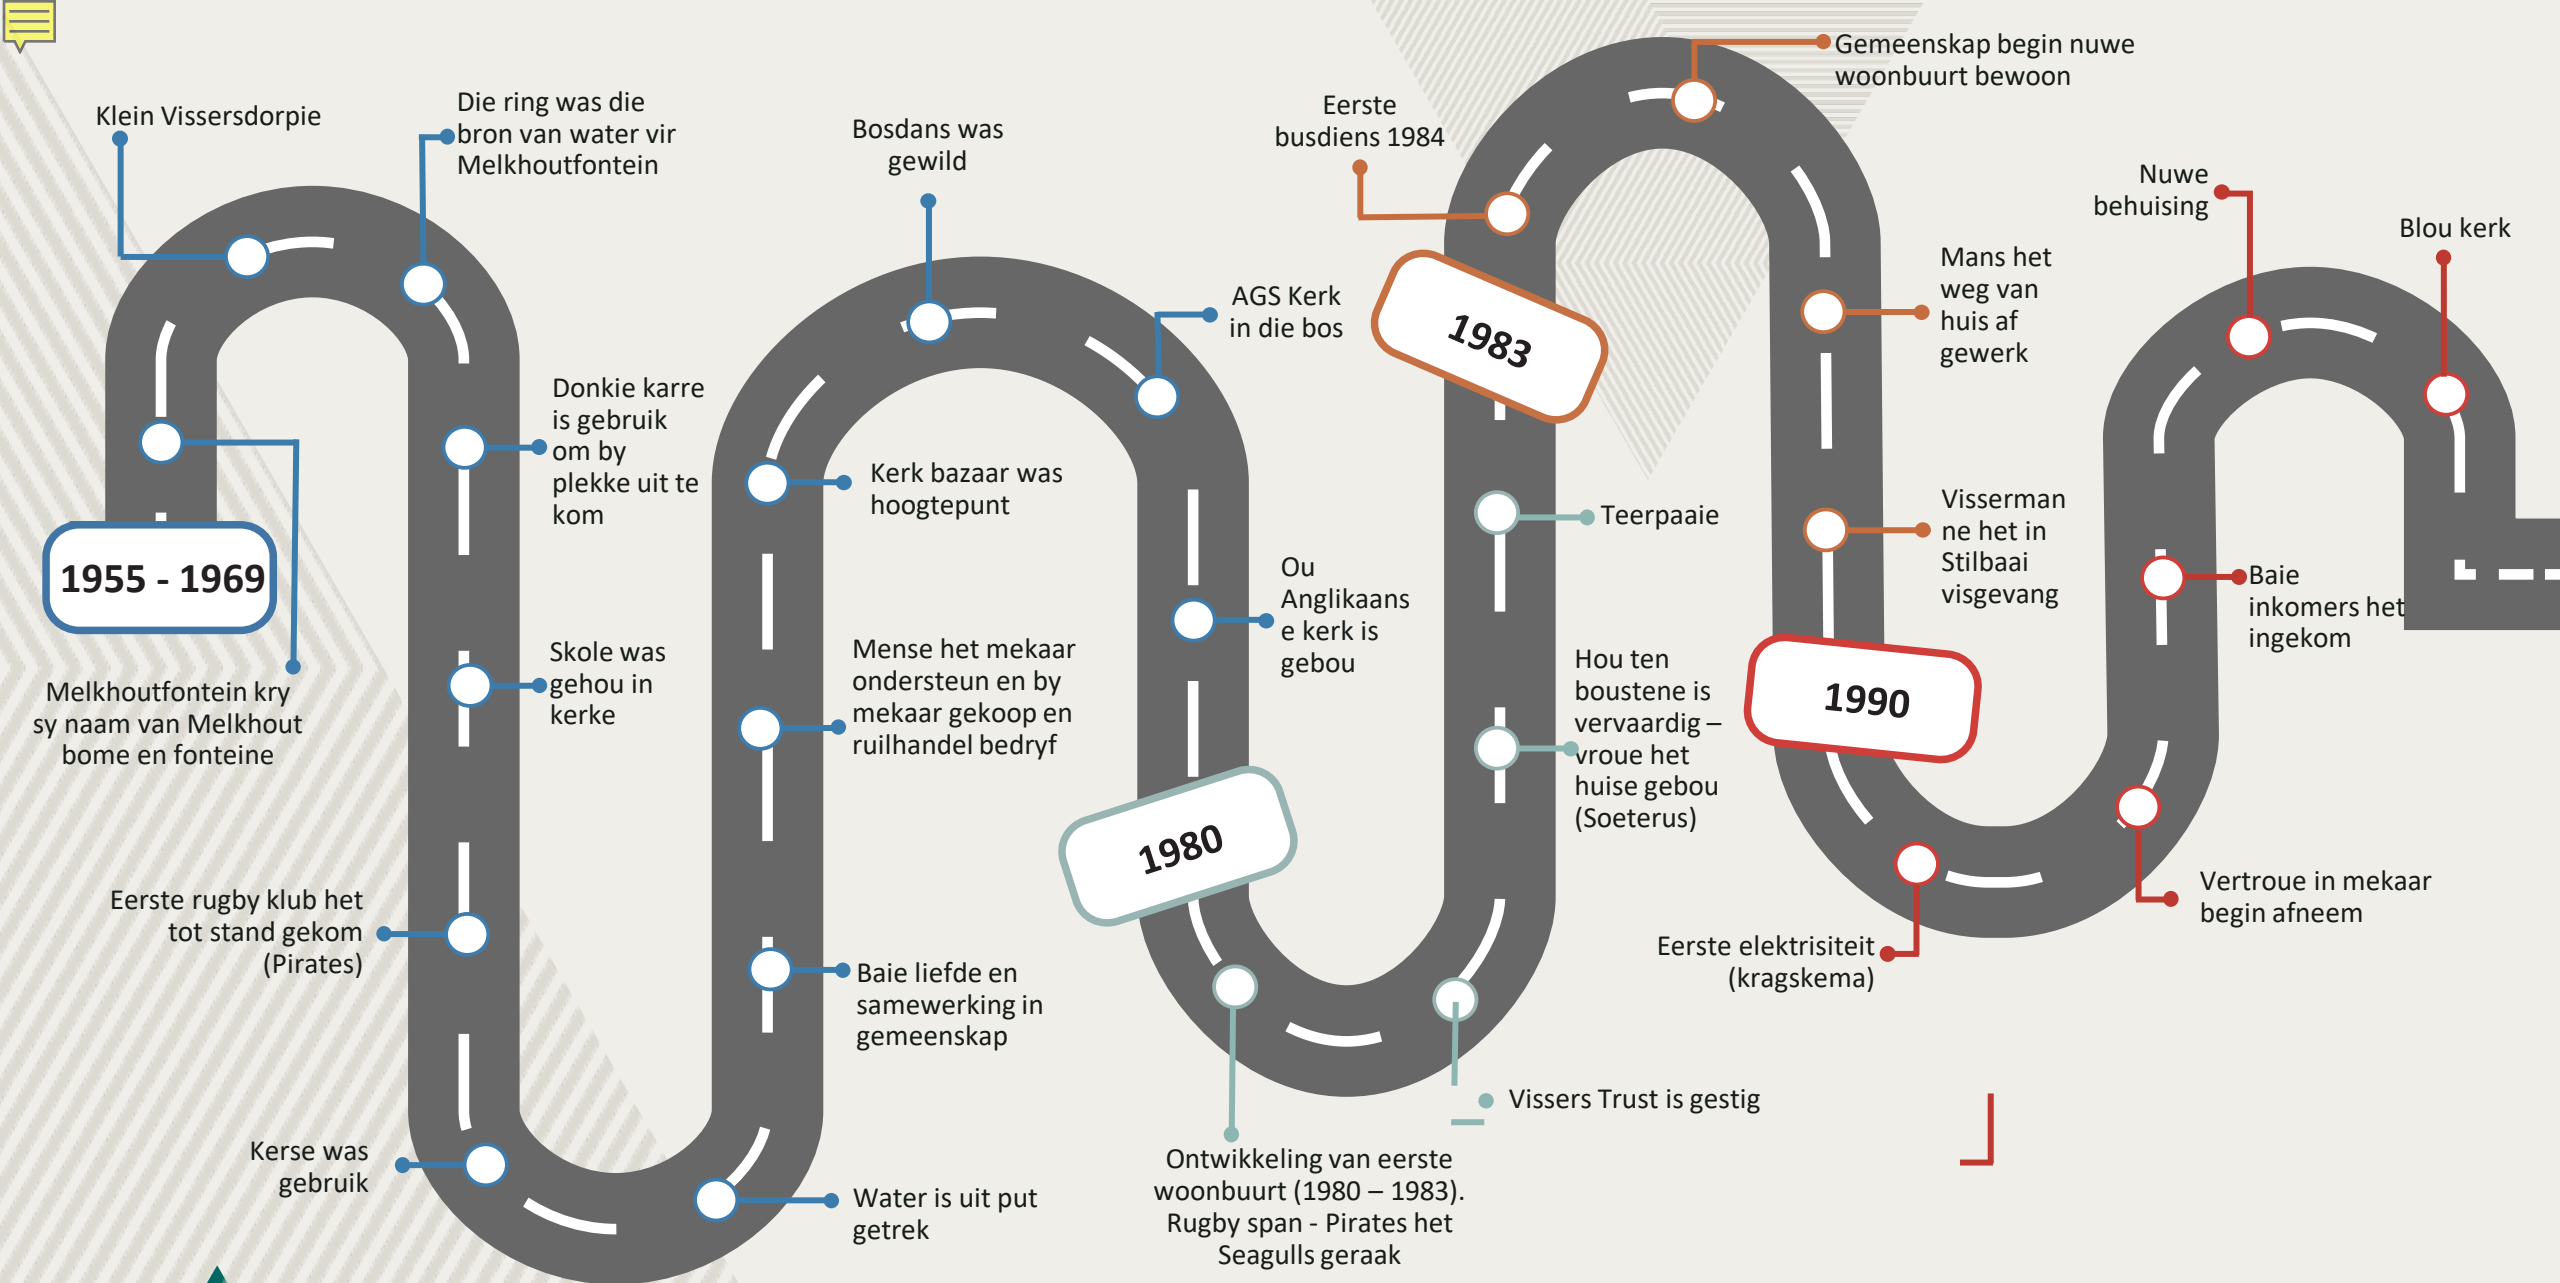 1955 - 1969
Melkhoutfontein kry
sy naam van Melkhout
bome en fonteine
Klein Vissersdorpie
Die ring was die
bron van water vir
Melkhoutfontein
Donkie karre
is gebruik
om by
plekke uit te
kom
Skole was
gehou in
kerke
Eerste rugby klub het
tot stand gekom
(Pirates)
Kerse was
gebruik
Water is uit put
getrek
Baie liefde en
samewerking in
gemeenskap
Mense het mekaar
ondersteun en by
mekaar gekoop en
ruilhandel bedryf
Kerk bazaar was
hoogtepunt
Bosdans was
gewild
AGS Kerk
in die bos
Ou
Anglikaans
e kerk is
gebou
1980
Ontwikkeling van eerste
woonbuurt (1980 – 1983).
Rugby span - Pirates het
Seagulls geraak
Vissers Trust is gestig
Hou ten
boustene is
vervaardig –
vroue het
huise gebou
(Soeterus)
Teerpaaie
1983
Eerste
busdiens 1984
Gemeenskap begin nuwe
woonbuurt bewoon
Mans het
weg van
huis af
gewerk
Visserman
ne het in
Stilbaai
visgevang
1990
Eerste elektrisiteit
(kragskema)
Vertroue in mekaar
begin afneem
Baie
inkomers het
ingekom
Nuwe
behuising
Blou kerk